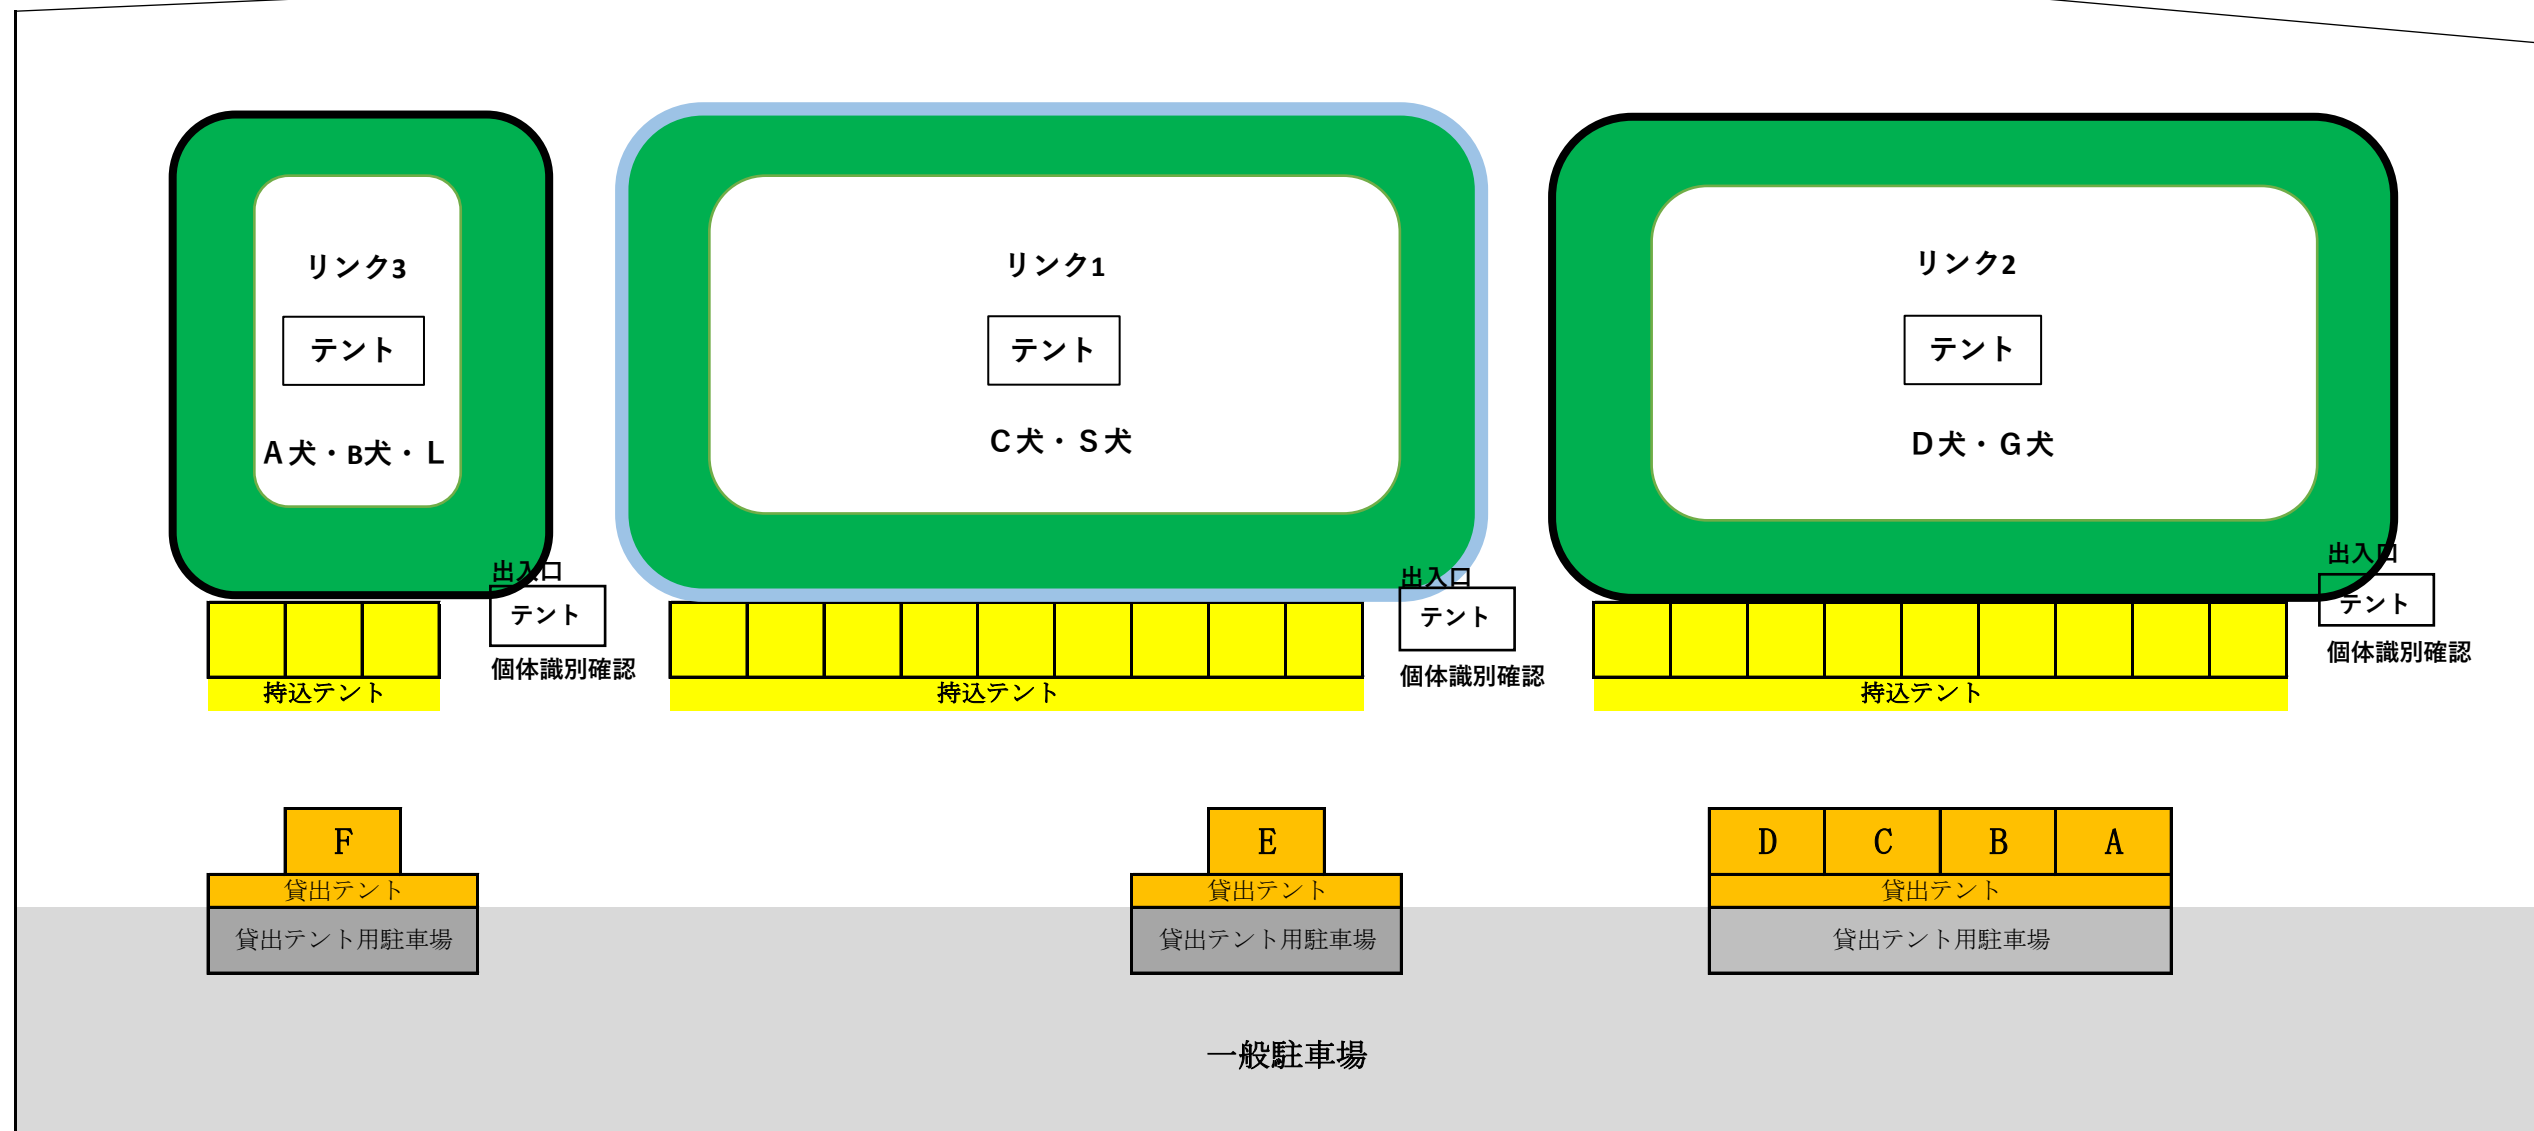 リンク3
テント
A犬・B犬・L
リンク1
テント
C犬・S犬
リンク2
テント
D犬・G犬
出入口
テント
個体識別確認
出入口
テント
個体識別確認
出入口
テント
個体識別確認
持込テント
持込テント
持込テント
F
貸出テント
貸出テント用駐車場
E
貸出テント
貸出テント用駐車場
D C B A
貸出テント
貸出テント用駐車場
一般駐車場